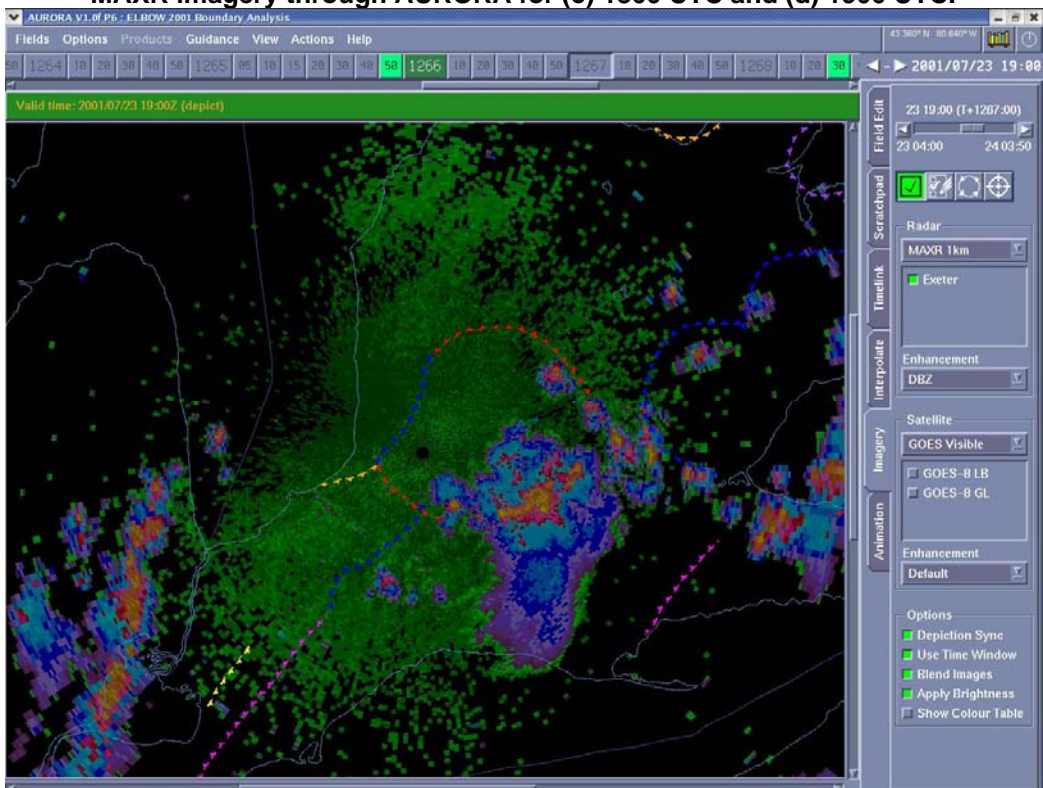 MAXR imagery through AURORA for (c) 1800 UTC and (d) 1900 UTC.
AURORA V1.0f P6 : ELBOW 2001 Boundary Analysis
Fields Options Products Guidance View Actions Help
43.360° N 80.640° W
50 1264 10 20 30 40 50 1265 05 10 15 20 30 40 50 1266 10 20 30 40 50 1267 10 20 30 40 50 1268 10 20 30
2001/07/23 19:00
Valid time: 2001/07/23 19:00Z (depict)
Field Edit
Scratchpad
Timelink
Interpolate
Imagery
Animation
23 19:00 (T+1267:00)
23 04:00 24 03:50
Radar
MAXR 1km
Exeter
Enhancement
DBZ
Satellite
GOES Visible
GOES-8 LB
GOES-8 GL
Enhancement
Default
Options
Depiction Sync
Use Time Window
Blend Images
Apply Brightness
Show Colour Table